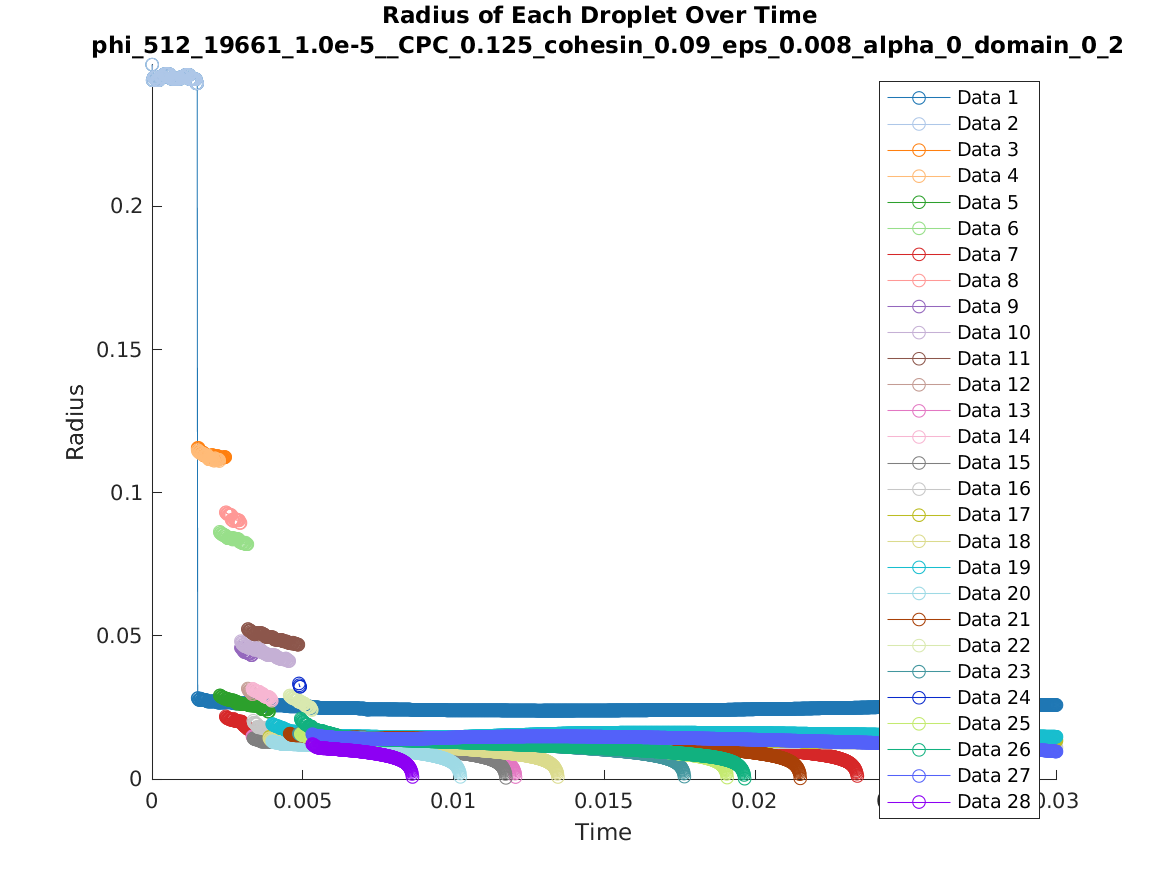 Radius of Each Droplet Over Time
phi_512_19661_1.0e-5__CPC_0.125_cohesin_0.09_eps_0.008_alpha_0_domain_0_2
Radius
0.2
0.15
0.1
0.05
0
0
0.005
0.01
0.015
0.02
0.03
Time
Data 1
Data 2
Data 3
Data 4
Data 5
Data 6
Data 7
Data 8
Data 9
Data 10
Data 11
Data 12
Data 13
Data 14
Data 15
Data 16
Data 17
Data 18
Data 19
Data 20
Data 21
Data 22
Data 23
Data 24
Data 25
Data 26
Data 27
Data 28